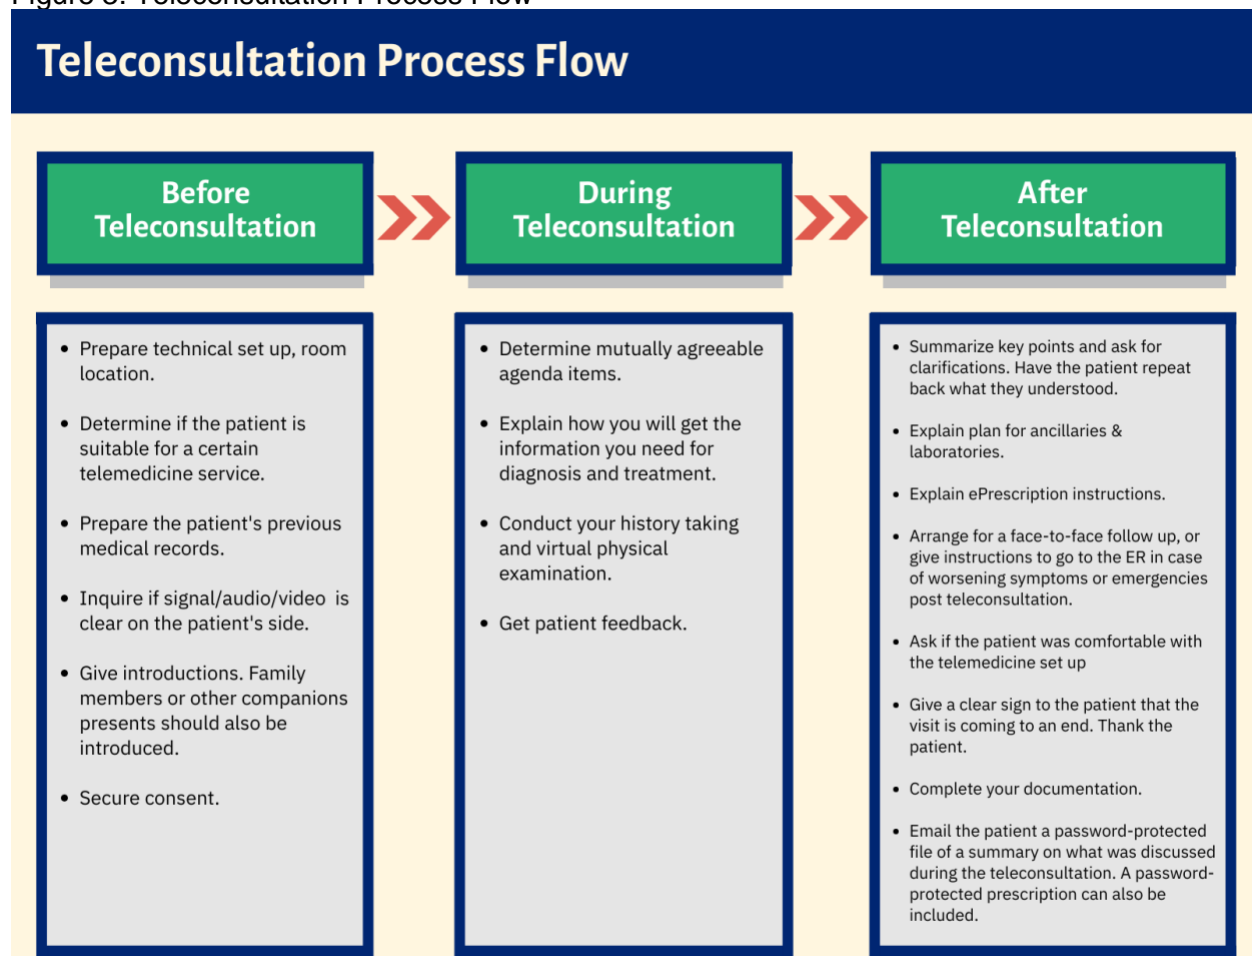 Figure 3: Teleconsultation Process Flow
Teleconsultation Process Flow
Before
Teleconsultation
• Prepare technical set up, room
location.
• Determine if the patient is
suitable for a certain
telemedicine service.
• Prepare the patient's previous
medical records.
• Inquire if signal/audio/video is
clear on the patient's side.
• Give introductions. Family
members or other companions
presents should also be
introduced.
• Secure consent.
During
Teleconsultation
• Determine mutually agreeable
agenda items.
• Explain how you will get the
information you need for
diagnosis and treatment.
• Conduct your history taking
and virtual physical
examination.
• Get patient feedback.
After
Teleconsultation
• Summarize key points and ask for
clarifications. Have the patient repeat
back what they understood.
• Explain plan for ancillaries &
laboratories.
• Explain ePrescription instructions.
• Arrange for a face-to-face follow up, or
give instructions to go to the ER in case
of worsening symptoms or emergencies
post teleconsultation.
• Ask if the patient was comfortable with
the telemedicine set up
• Give a clear sign to the patient that the
visit is coming to an end. Thank the
patient.
• Complete your documentation.
• Email the patient a password-protected
file of a summary on what was discussed
during the teleconsultation. A password-
protected prescription can also be
included.